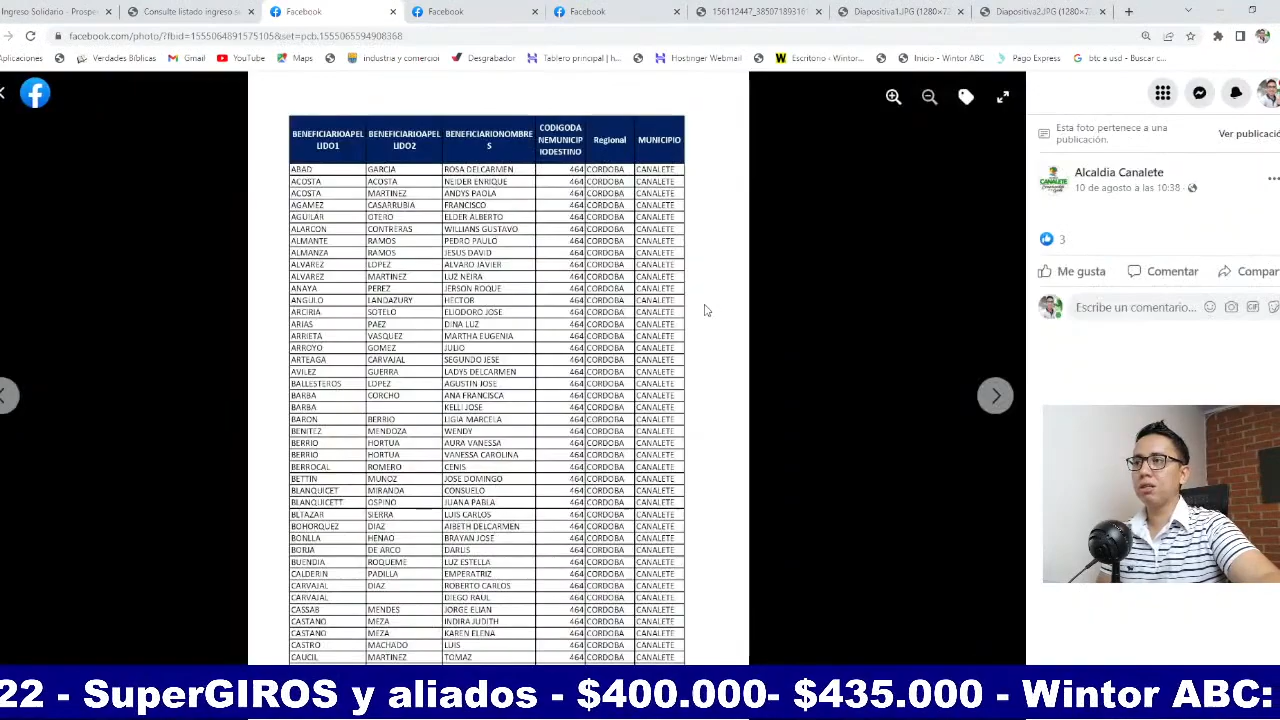 Ingreso Solidario - Prospe
Consulte listado ingreso su
Facebook
Facebook
Facebook
156112447_38507189316
Diapositiva1.JPG (1280×72
Diapositiva2.JPG (1280×72
facebook.com/photo/?fbid=1555064891575105&set=pcb.1555065594908368
Aplicaciones
Verdades Bíblicas
Gmail
YouTube
Maps
industria y comercio
Desgrabador
Tablero principal | h...
Hostinger Webmail
Escritorio - Wintor...
Inicio - Wintor ABC
Pago Express
btc a usd - Buscar c...
BENEFICIARIOAPELLIDO1 BENEFICIARIOAPELLIDO2 BENEFICIARIONOMBRES CODIGODANEMUNICIPIODESTINO Regional MUNICIPIO
ABAD GARCIA ROSA DELCARMEN 464 CORDOBA CANALETE
ACOSTA ACOSTA NEIDER ENRIQUE 464 CORDOBA CANALETE
ACOSTA MARTINEZ ANDYS PAOLA 464 CORDOBA CANALETE
AGAMEZ CASARRUBIA FRANCISCO 464 CORDOBA CANALETE
AGUILAR OTERO ELDER ALBERTO 464 CORDOBA CANALETE
ALARCON CONTRERAS WILLIANS GUSTAVO 464 CORDOBA CANALETE
ALMANTE RAMOS PEDRO PAULO 464 CORDOBA CANALETE
ALMANZA RAMOS JESUS DAVID 464 CORDOBA CANALETE
ALVAREZ LOPEZ ALVARO JAVIER 464 CORDOBA CANALETE
ALVAREZ MARTINEZ LUZ NEIRA 464 CORDOBA CANALETE
ANAYA PEREZ JERSON ROQUE 464 CORDOBA CANALETE
ANGULO LANDAZURY HECTOR 464 CORDOBA CANALETE
ARCIRIA SOTELO ELIODORO JOSE 464 CORDOBA CANALETE
ARIAS PAEZ DINA LUZ 464 CORDOBA CANALETE
ARRIETA VASQUEZ MARTHA EUGENIA 464 CORDOBA CANALETE
ARROYO GOMEZ JULIO 464 CORDOBA CANALETE
ARTEAGA CARVAJAL SEGUNDO JESE 464 CORDOBA CANALETE
AVILEZ GUERRA LADYS DELCARMEN 464 CORDOBA CANALETE
BALLESTEROS LOPEZ AGUSTIN JOSE 464 CORDOBA CANALETE
BARBA CORCHO ANA FRANCISCA 464 CORDOBA CANALETE
BARBA KELLI JOSE 464 CORDOBA CANALETE
BARON BERRIO LIGIA MARCELA 464 CORDOBA CANALETE
BENITEZ MENDOZA WENDY 464 CORDOBA CANALETE
BERRIO HORTUA AURA VANESSA 464 CORDOBA CANALETE
BERRIO HORTUA VANESSA CAROLINA 464 CORDOBA CANALETE
BERROCAL ROMERO CENIS 464 CORDOBA CANALETE
BETTIN MUNOZ JOSE DOMINGO 464 CORDOBA CANALETE
BLANQUICET MIRANDA CONSUELO 464 CORDOBA CANALETE
BLANQUICETT OSPINO JUANA PABLA 464 CORDOBA CANALETE
BLTAZAR SIERRA LUIS CARLOS 464 CORDOBA CANALETE
BOHORQUEZ DIAZ AIBETH DELCARMEN 464 CORDOBA CANALETE
BONLLA HENAO BRAYAN JOSE 464 CORDOBA CANALETE
BORJA DE ARCO DARLIS 464 CORDOBA CANALETE
BUENDIA ROQUEME LUZ ESTELLA 464 CORDOBA CANALETE
CALDERIN PADILLA EMPERATRIZ 464 CORDOBA CANALETE
CARVAJAL DIAZ ROBERTO CARLOS 464 CORDOBA CANALETE
CARVAJAL DIEGO RAUL 464 CORDOBA CANALETE
CASSAB MENDES JORGE ELIAN 464 CORDOBA CANALETE
CASTANO MEZA INDIRA JUDITH 464 CORDOBA CANALETE
CASTANO MEZA KAREN ELENA 464 CORDOBA CANALETE
CASTRO MACHADO LUIS 464 CORDOBA CANALETE
CAUCIL MARTINEZ TOMAZ 464 CORDOBA CANALETE
Esta foto pertenece a una
publicación.
Ver publicació
Alcaldia Canalete
10 de agosto a las 10:38
3
Me gusta
Comentar
Compar
Escribe un comentario...
22 - SuperGIROS y aliados - $400.000- $435.000 - Wintor ABC: